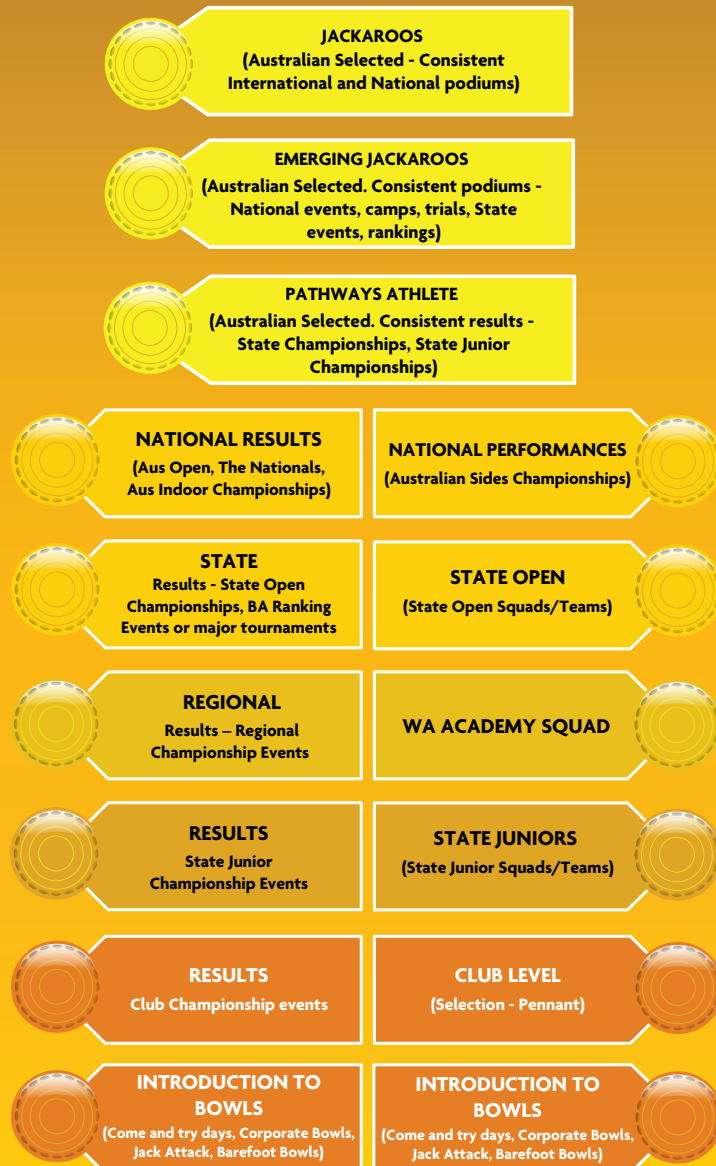 JACKAROOS
(Australian Selected - Consistent
International and National podiums)
EMERGING JACKAROOS
(Australian Selected. Consistent podiums -
National events, camps, trials, State
events, rankings)
PATHWAYS ATHLETE
(Australian Selected. Consistent results -
State Championships, State Junior
Championships)
NATIONAL RESULTS
(Aus Open, The Nationals,
Aus Indoor Championships)
NATIONAL PERFORMANCES
(Australian Sides Championships)
STATE
Results - State Open
Championships, BA Ranking
Events or major tournaments
STATE OPEN
(State Open Squads/Teams)
REGIONAL
Results – Regional
Championship Events
WA ACADEMY SQUAD
RESULTS
State Junior
Championship Events
STATE JUNIORS
(State Junior Squads/Teams)
RESULTS
Club Championship events
CLUB LEVEL
(Selection - Pennant)
INTRODUCTION TO
BOWLS
(Come and try days, Corporate Bowls,
Jack Attack, Barefoot Bowls)
INTRODUCTION TO
BOWLS
(Come and try days, Corporate Bowls,
Jack Attack, Barefoot Bowls)